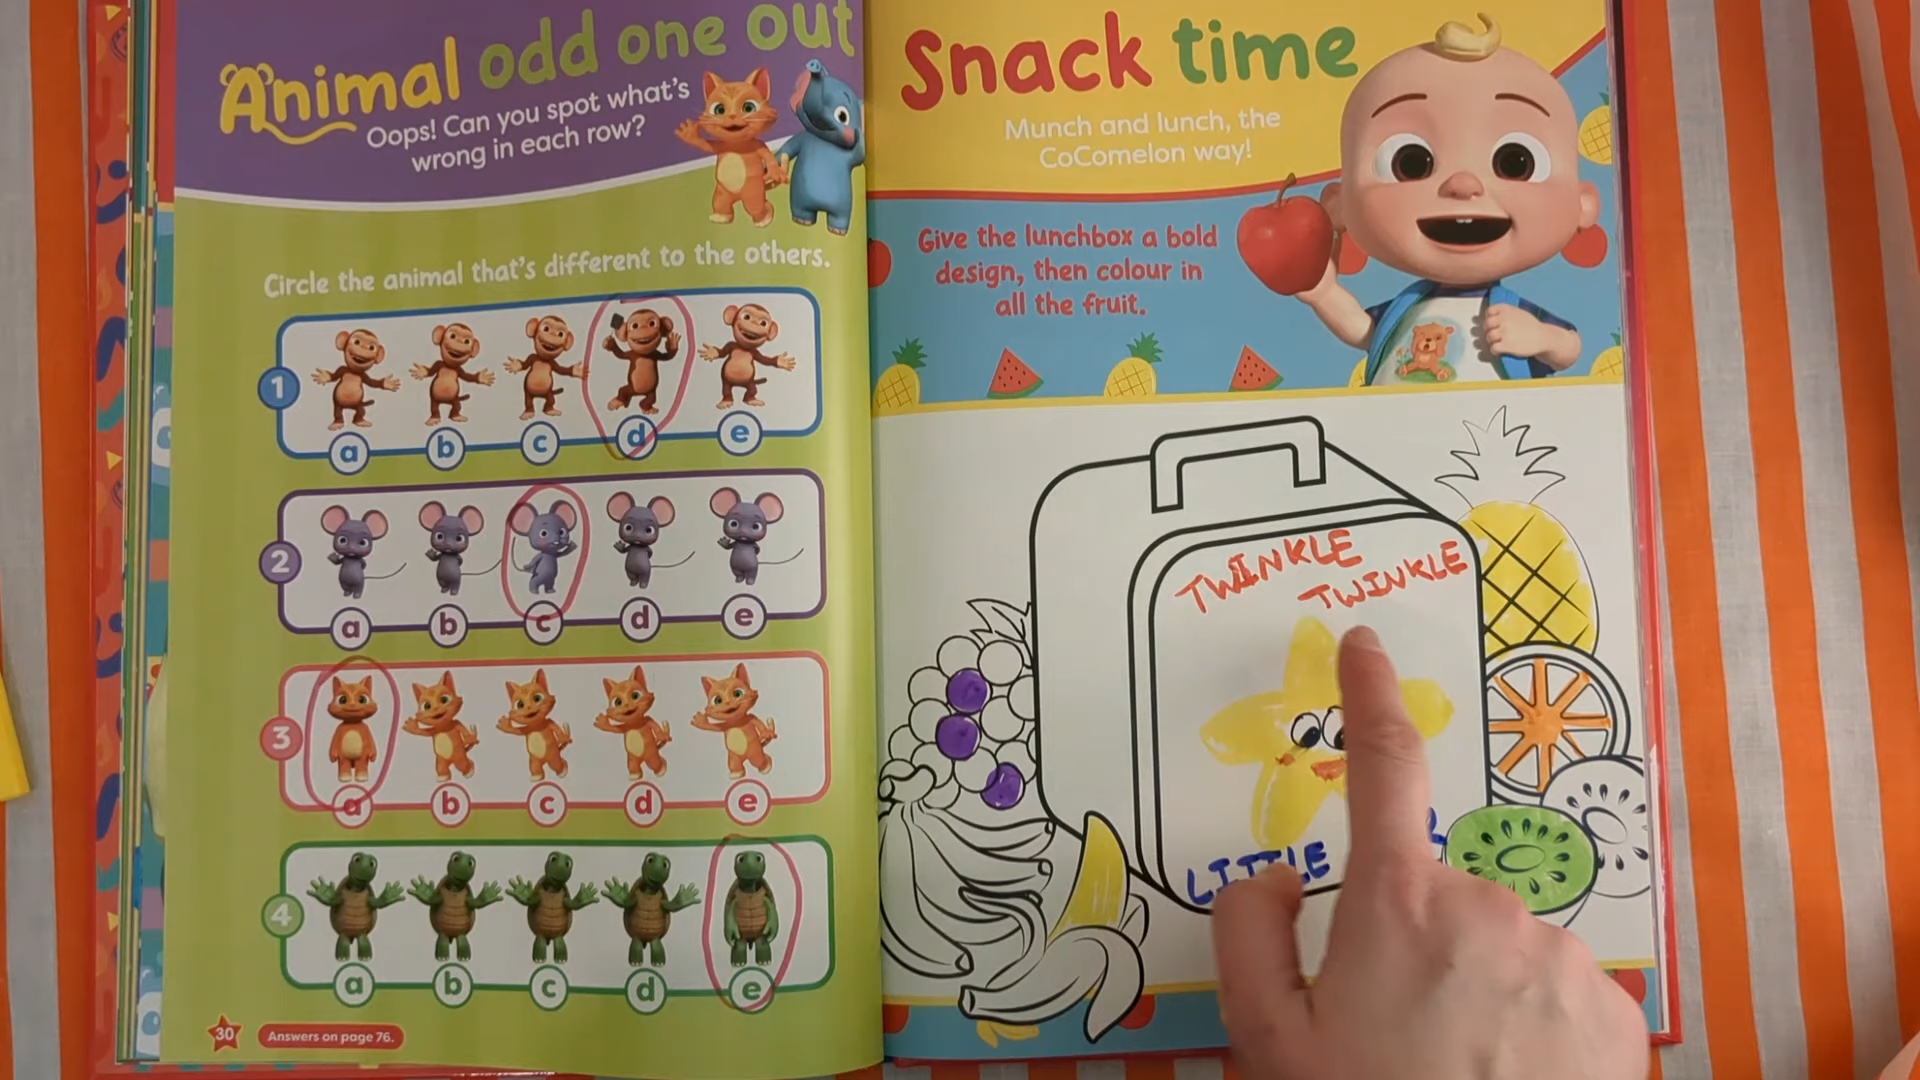 Animal odd one out
Oops! Can you spot what's
wrong in each row?
Circle the animal that's different to the others.
1
a b c d e
2
a b c d e
3
a b c d e
4
a b c d e
30
Answers on page 76.
Snack time
Munch and lunch, the
CoComelon way!
Give the lunchbox a bold
design, then colour in
all the fruit.
TWINKLE
TWINKLE
LITTLE